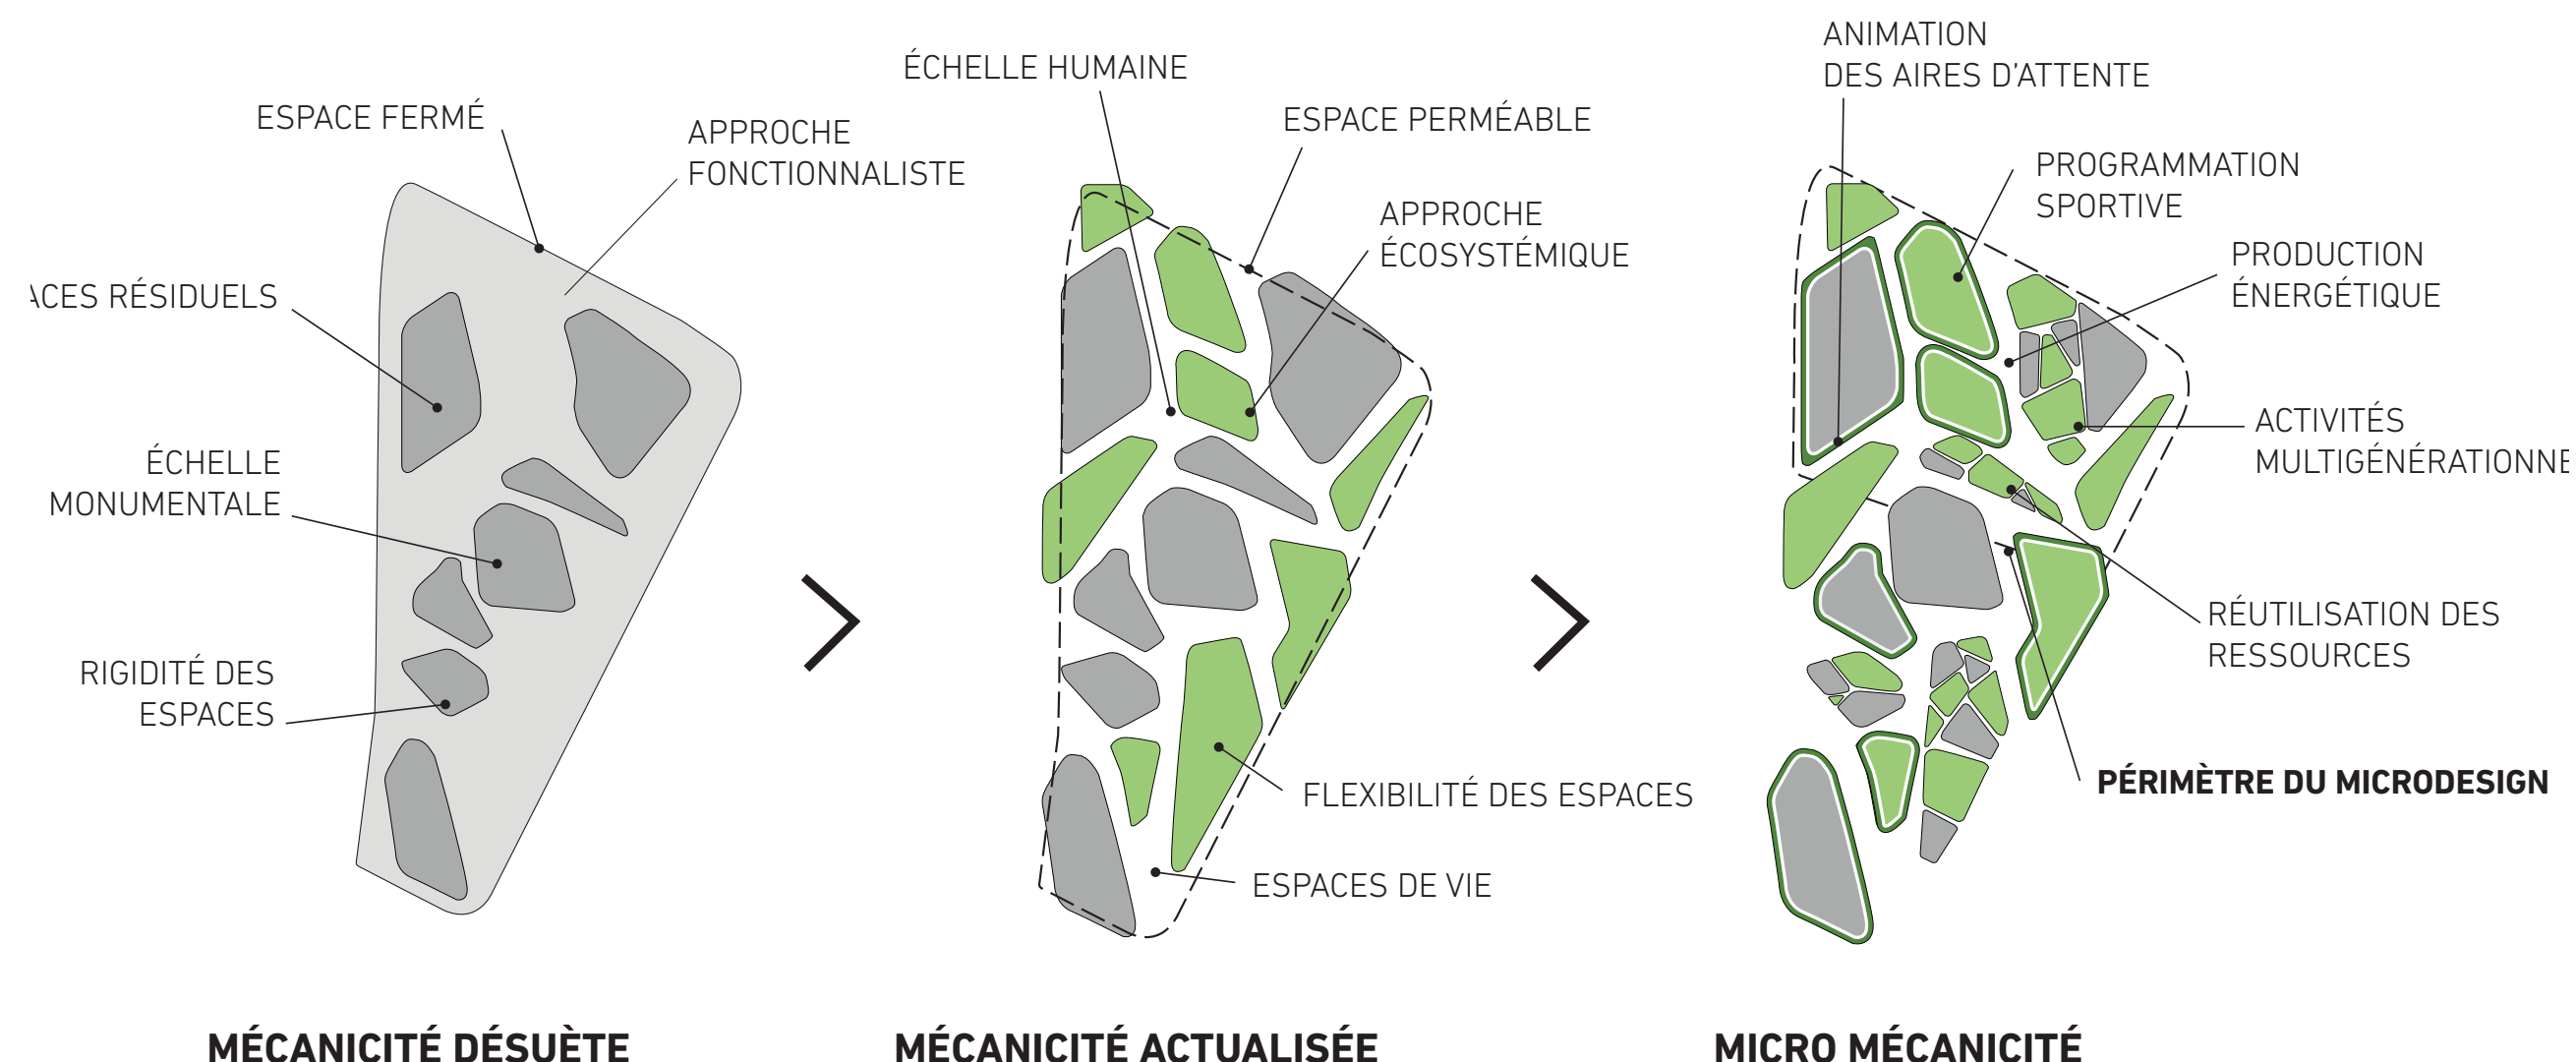 ESPACE FERMÉ
APPROCHE
FONCTIONNALISTE
RÉSIDUELS
ÉCHELLE
MONUMENTALE
RIGIDITÉ DES
ESPACES
MÉCANICITÉ DÉSUÈTE
ÉCHELLE HUMAINE
ESPACE PERMÉABLE
APPROCHE
ÉCOSYSTÉMIQUE
FLEXIBILITÉ DES ESPACES
ESPACES DE VIE
MÉCANICITÉ ACTUALISÉE
ANIMATION
DES AIRES D'ATTENTE
PROGRAMMATION
SPORTIVE
PRODUCTION
ÉNERGÉTIQUE
ACTIVITÉS
RÉUTILISATION DES
RESSOURCES
PÉRIMÈTRE DU MICRODESIGN
MICRO MÉCANICITÉ